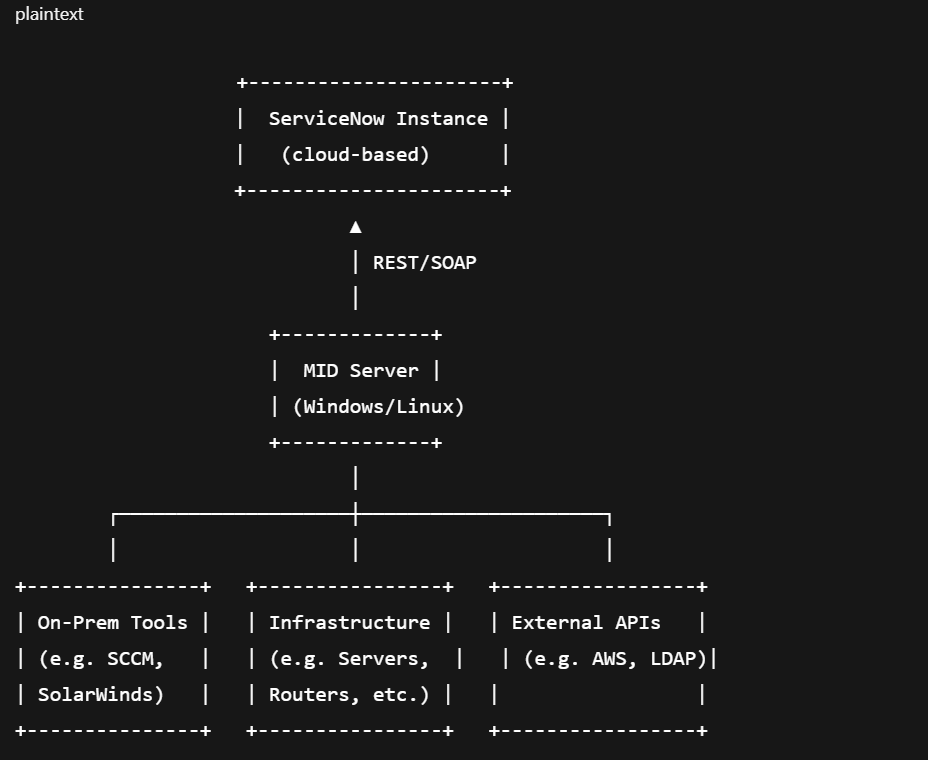 plaintext
+----------------------+
│  ServiceNow Instance │
│   (cloud-based)      │
+----------------------+
▲
│ REST/SOAP
│
+-------------+
│  MID Server │
│ (Windows/Linux)
+-------------+
│
┌────────────────────┼─────────────────────┐
│                    │                     │
+---------------+   +----------------+   +-----------------+
│ On-Prem Tools │   │ Infrastructure │   │ External APIs   │
│ (e.g. SCCM,   │   │ (e.g. Servers,  │   │ (e.g. AWS, LDAP)│
│ SolarWinds)   │   │ Routers, etc.) │   │                 │
+---------------+   +----------------+   +-----------------+